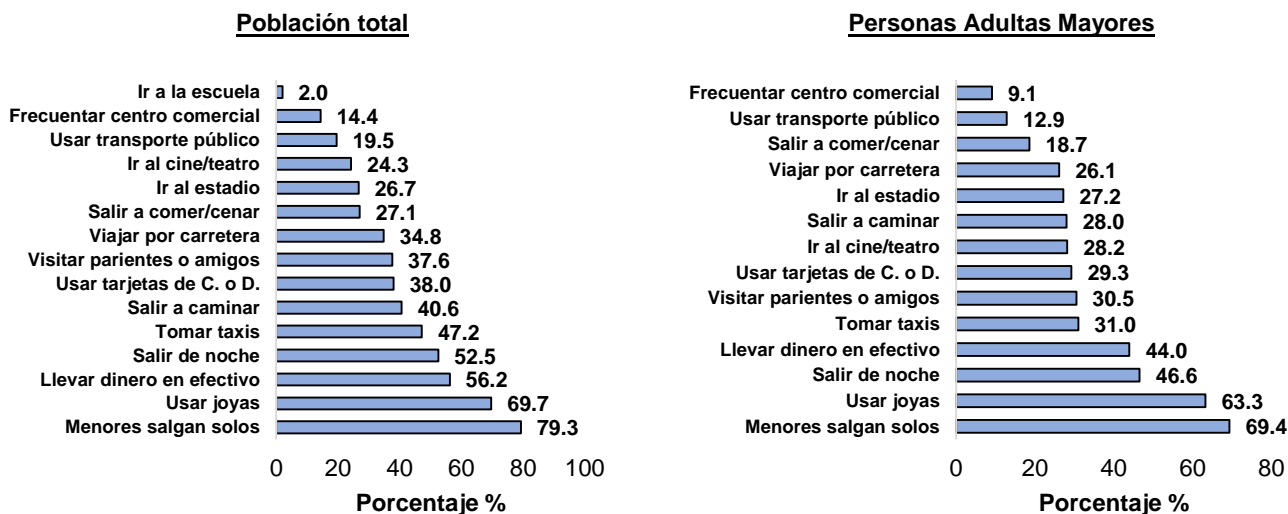 Población total
Ir a la escuela 2.0
Frecuentar centro comercial 14.4
Usar transporte público 19.5
Ir al cine/teatro 24.3
Ir al estadio 26.7
Salir a comer/cenar 27.1
Viajar por carretera 34.8
Visitar parientes o amigos 37.6
Usar tarjetas de C. o D. 38.0
Salir a caminar 40.6
Tomar taxis 47.2
Salir de noche 52.5
Llevar dinero en efectivo 56.2
Usar joyas 69.7
Menores salgan solos 79.3
0 20 40 60 80 100
Porcentaje %
Personas Adultas Mayores
Frecuentar centro comercial 9.1
Usar transporte público 12.9
Salir a comer/cenar 18.7
Viajar por carretera 26.1
Ir al estadio 27.2
Salir a caminar 28.0
Ir al cine/teatro 28.2
Usar tarjetas de C. o D. 29.3
Visitar parientes o amigos 30.5
Tomar taxis 31.0
Llevar dinero en efectivo 44.0
Salir de noche 46.6
Usar joyas 63.3
Menores salgan solos 69.4
0 20 40 60 80
Porcentaje %